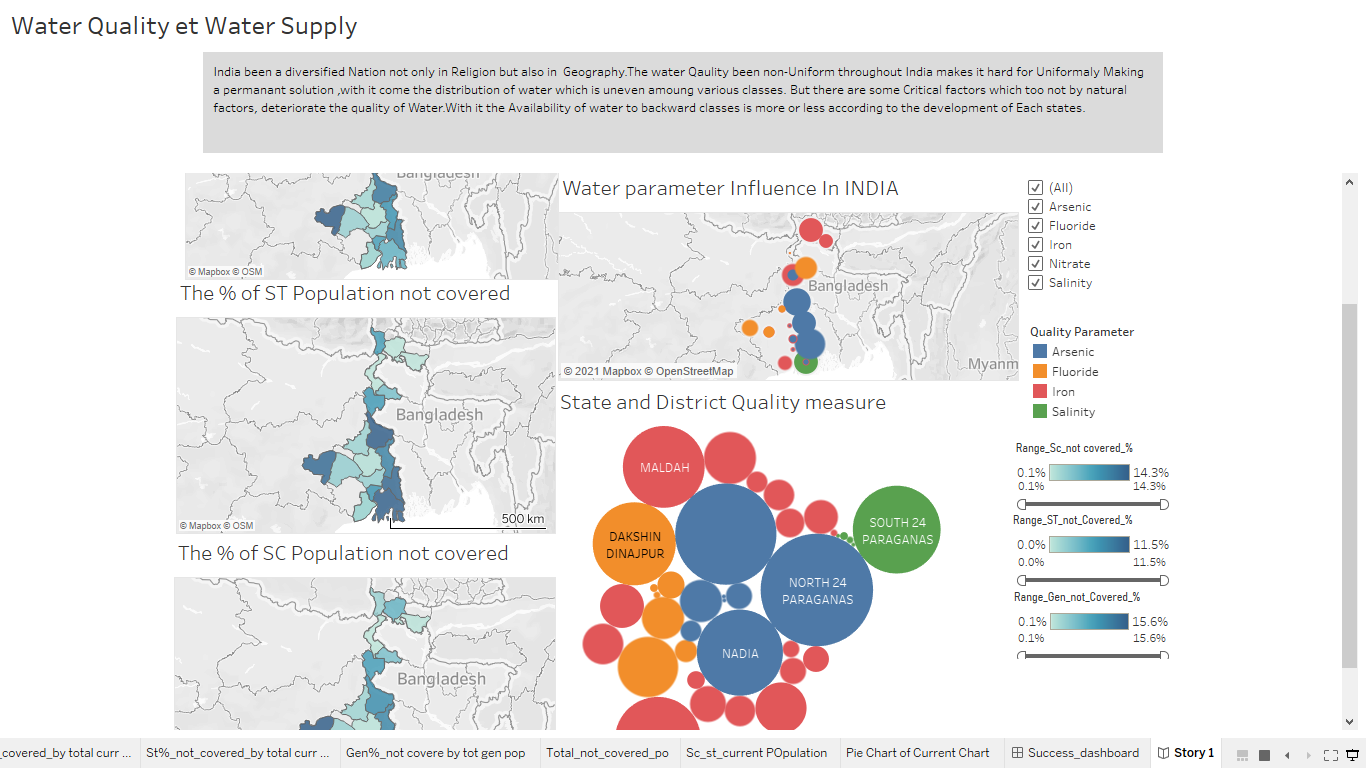 Water Quality et Water Supply
India been a diversified Nation not only in Religion but also in  Geography.The water Qaulity been non-Uniform throughout India makes it hard for Uniformaly Making
a permanant solution ,with it come the distribution of water which is uneven amoung various classes. But there are some Critical factors which too not by natural
factors, deteriorate the quality of Water.With it the Availability of water to backward classes is more or less according to the development of Each states.
Bangladesh
© Mapbox © OSM
The % of ST Population not covered
Bangladesh
500 km
© Mapbox © OSM
The % of SC Population not covered
Bangladesh
Water parameter Influence In INDIA
Bangladesh
Myanm
© 2021 Mapbox © OpenStreetMap
State and District Quality measure
MALDAH
DAKSHIN
DINAJPUR
SOUTH 24
PARAGANAS
NORTH 24
PARAGANAS
NADIA
(All)
Arsenic
Fluoride
Iron
Nitrate
Salinity
Quality Parameter
Arsenic
Fluoride
Iron
Salinity
Range_Sc_not covered_%
0.1% 14.3%
0.1% 14.3%
Range_ST_not_Covered_%
0.0% 11.5%
0.0% 11.5%
Range_Gen_not_Covered_%
0.1% 15.6%
0.1% 15.6%
_covered_by total curr ...
St%_not_covered_by total curr ...
Gen%_not covere by tot gen pop
Total_not_covered_po
Sc_st_current POpulation
Pie Chart of Current Chart
Success_dashboard
Story 1